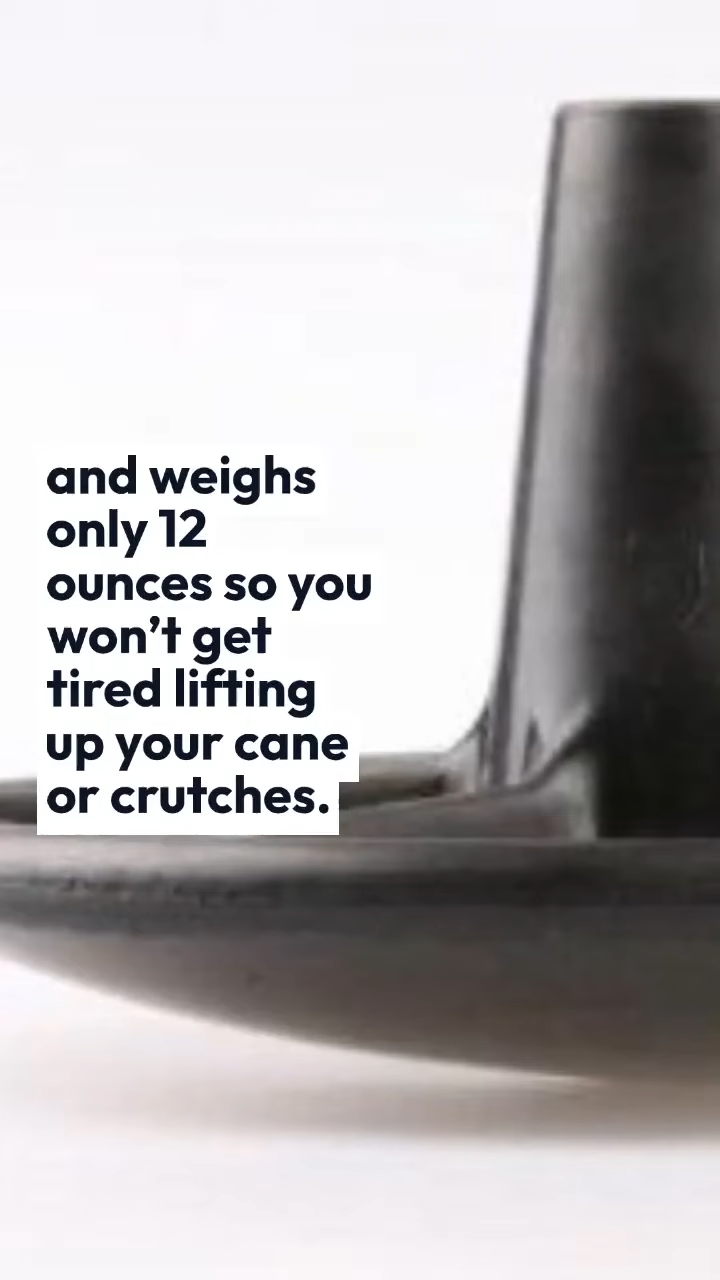 and weighs
only 12
ounces so you
won’t get
tired lifting
up your cane
or crutches.